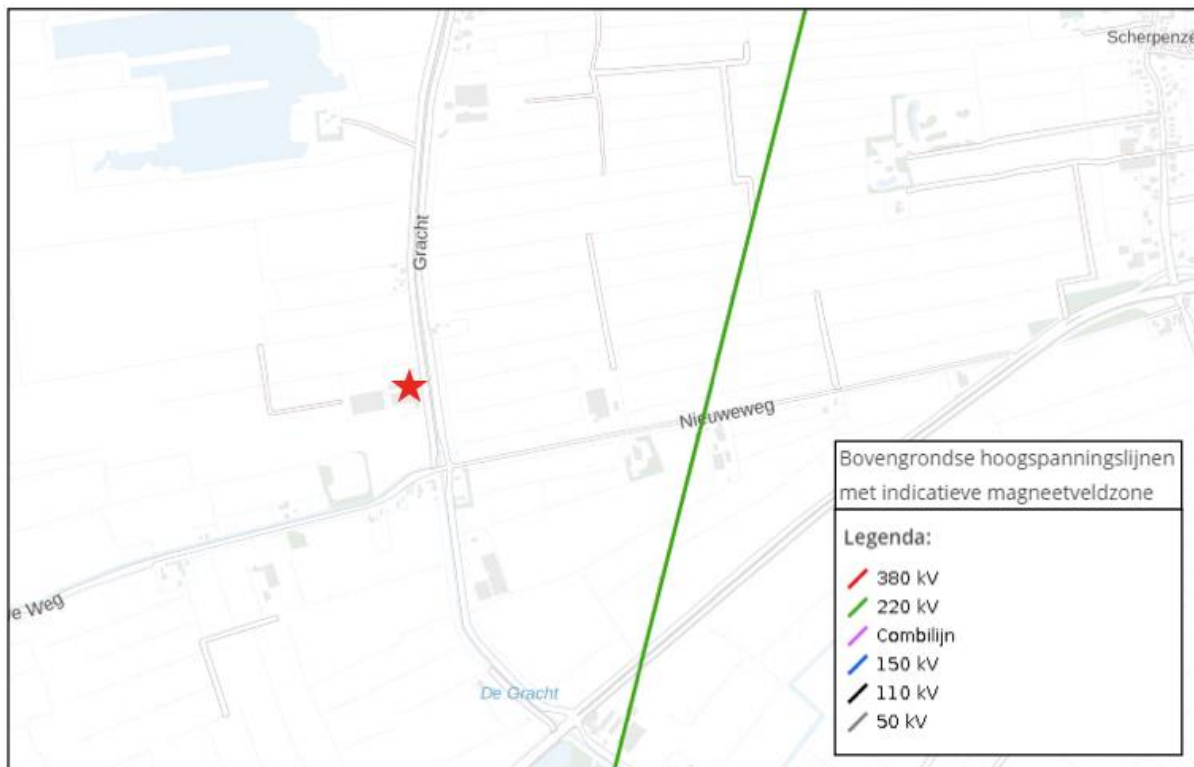 Scherpenze
Gracht
Nieuweweg
ve Weg
De Gracht
Bovengrondse hoogspanningslijnen
met indicatieve magneetveldzone
Legenda:
380 kV
220 kV
Combilijn
150 kV
110 kV
50 kV